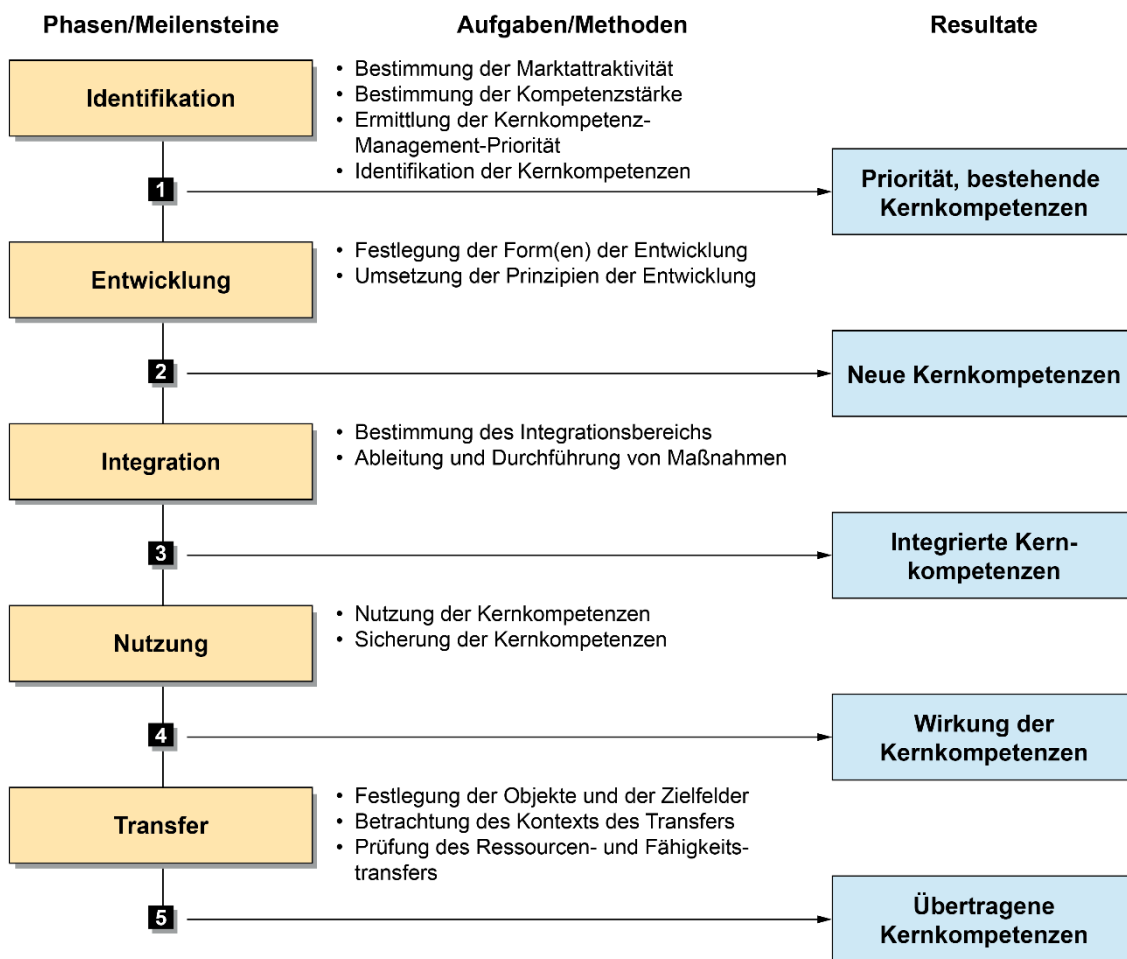 Phasen/Meilensteine
Aufgaben/Methoden
Resultate
Identifikation
• Bestimmung der Marktattraktivität
• Bestimmung der Kompetenzstärke
• Ermittlung der Kernkompetenz-
Management-Priorität
• Identifikation der Kernkompetenzen
1
Priorität, bestehende
Kernkompetenzen
Entwicklung
• Festlegung der Form(en) der Entwicklung
• Umsetzung der Prinzipien der Entwicklung
2
Neue Kernkompetenzen
Integration
• Bestimmung des Integrationsbereichs
• Ableitung und Durchführung von Maßnahmen
3
Integrierte Kern-
kompetenzen
Nutzung
• Nutzung der Kernkompetenzen
• Sicherung der Kernkompetenzen
4
Wirkung der
Kernkompetenzen
Transfer
• Festlegung der Objekte und der Zielfelder
• Betrachtung des Kontexts des Transfers
• Prüfung des Ressourcen- und Fähigkeits-
transfers
5
Übertragene
Kernkompetenzen